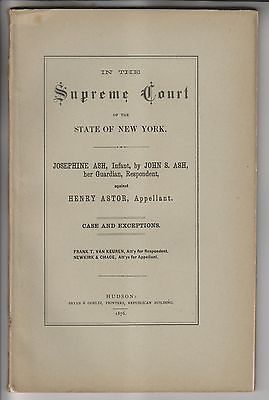 IN THE
Supreme Court
OF THE
STATE OF NEW YORK.
JOSEPHINE ASH, Infant, by JOHN S. ASH,
her Guardian, Respondent,
against
HENRY ASTOR, Appellant.
CASE AND EXCEPTIONS.
FRANK T. VAN KEUREN, Att'y for Respondent.
NEWKIRK & CHACE, Att'ys for Appellant.
HUDSON:
BRYAN & GOELTZ, PRINTERS, REPUBLICAN BUILDING.
1876.